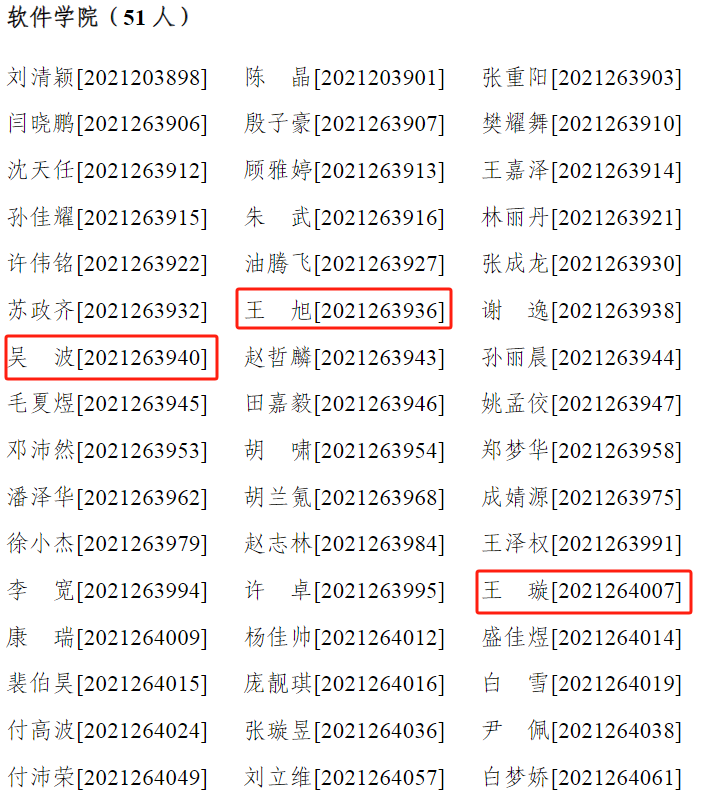 软件学院（51 人）
刘清颖[2021203898] 陈　晶[2021203901] 张重阳[2021263903]
闫晓鹏[2021263906] 殷子豪[2021263907] 樊耀舞[2021263910]
沈天任[2021263912] 顾雅婷[2021263913] 王嘉泽[2021263914]
孙佳耀[2021263915] 朱　武[2021263916] 林丽丹[2021263921]
许伟铭[2021263922] 油腾飞[2021263927] 张成龙[2021263930]
苏政齐[2021263932] 王　旭[2021263936] 谢　逸[2021263938]
吴　波[2021263940] 赵哲麟[2021263943] 孙丽晨[2021263944]
毛夏煜[2021263945] 田嘉毅[2021263946] 姚孟佼[2021263947]
邓沛然[2021263953] 胡　啸[2021263954] 郑梦华[2021263958]
潘泽华[2021263962] 胡兰氪[2021263968] 成婧源[2021263975]
徐小杰[2021263979] 赵志林[2021263984] 王泽权[2021263991]
李　宽[2021263994] 许　卓[2021263995] 王　璇[2021264007]
康　瑞[2021264009] 杨佳帅[2021264012] 盛佳煜[2021264014]
裴伯昊[2021264015] 庞靓琪[2021264016] 白　雪[2021264019]
付高波[2021264024] 张璇昱[2021264036] 尹　佩[2021264038]
付沛荣[2021264049] 刘立维[2021264057] 白梦娇[2021264061]